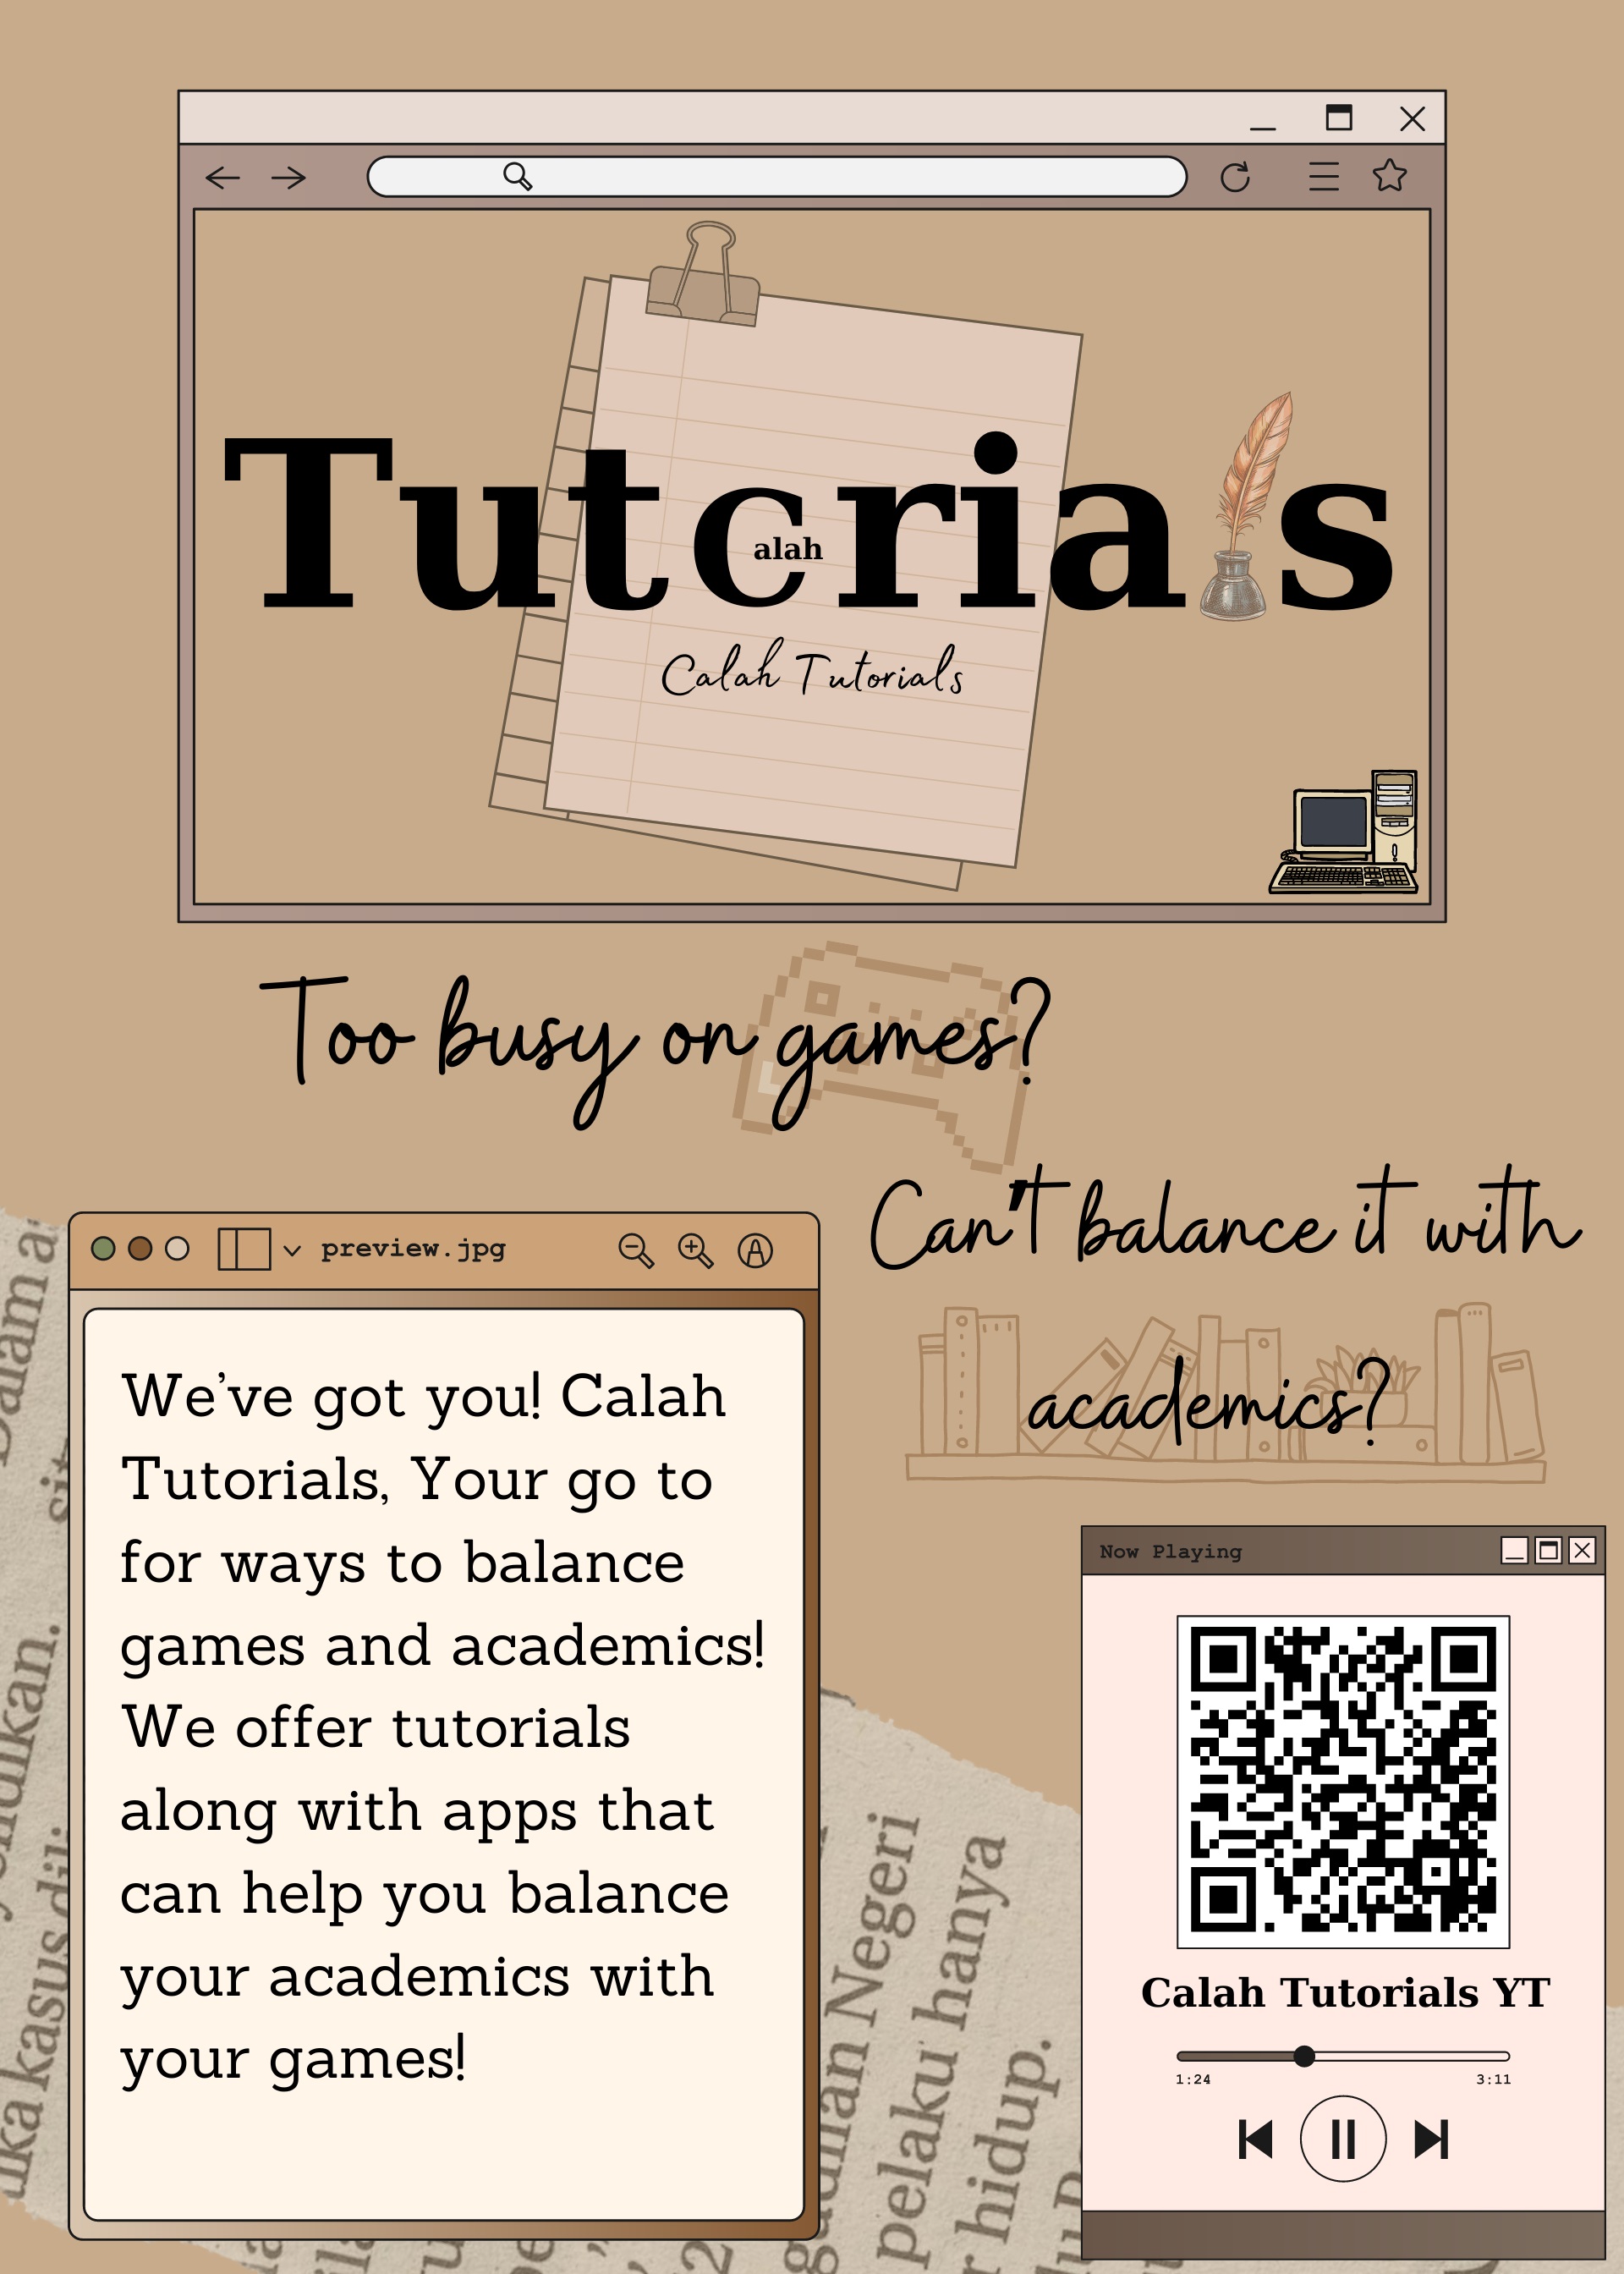 Tutcrias
alah
Calah Tutorials
Too busy on games?
Can't balance it with
academics?
preview.jpg
We've got you! Calah
Tutorials, Your go to
for ways to balance
games and academics!
We offer tutorials
along with apps that
can help you balance
your academics with
your games!
Now Playing
Calah Tutorials YT
1:24 3:11
Dalam
kasus
Negeri
pelaku hanya
hidup.